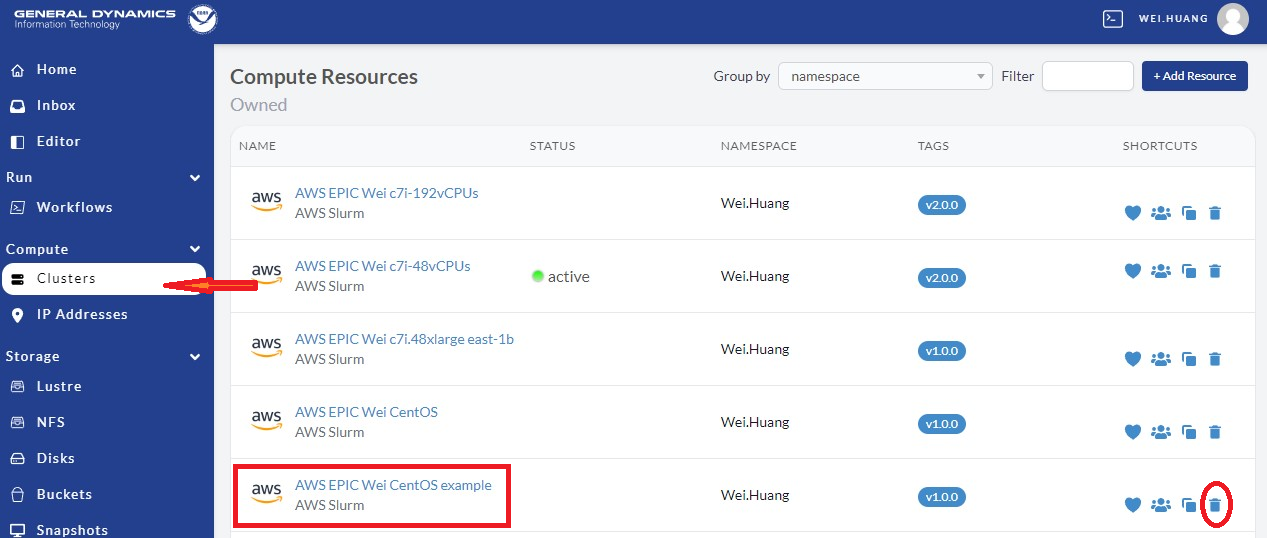 GENERAL DYNAMICS
Information Technology
WEI.HUANG
Home
Inbox
Editor
Run
Workflows
Compute
Clusters
IP Addresses
Storage
Lustre
NFS
Disks
Buckets
Snapshots
Compute Resources
Group by
namespace
Filter
+ Add Resource
Owned
NAME STATUS NAMESPACE TAGS SHORTCUTS
aws AWS EPIC Wei c7i-192vCPUs
AWS Slurm
Wei.Huang
v2.0.0
aws AWS EPIC Wei c7i-48vCPUs
AWS Slurm
active
Wei.Huang
v2.0.0
aws AWS EPIC Wei c7i.48xlarge east-1b
AWS Slurm
Wei.Huang
v1.0.0
aws AWS EPIC Wei CentOS
AWS Slurm
Wei.Huang
v1.0.0
aws AWS EPIC Wei CentOS example
AWS Slurm
Wei.Huang
v1.0.0